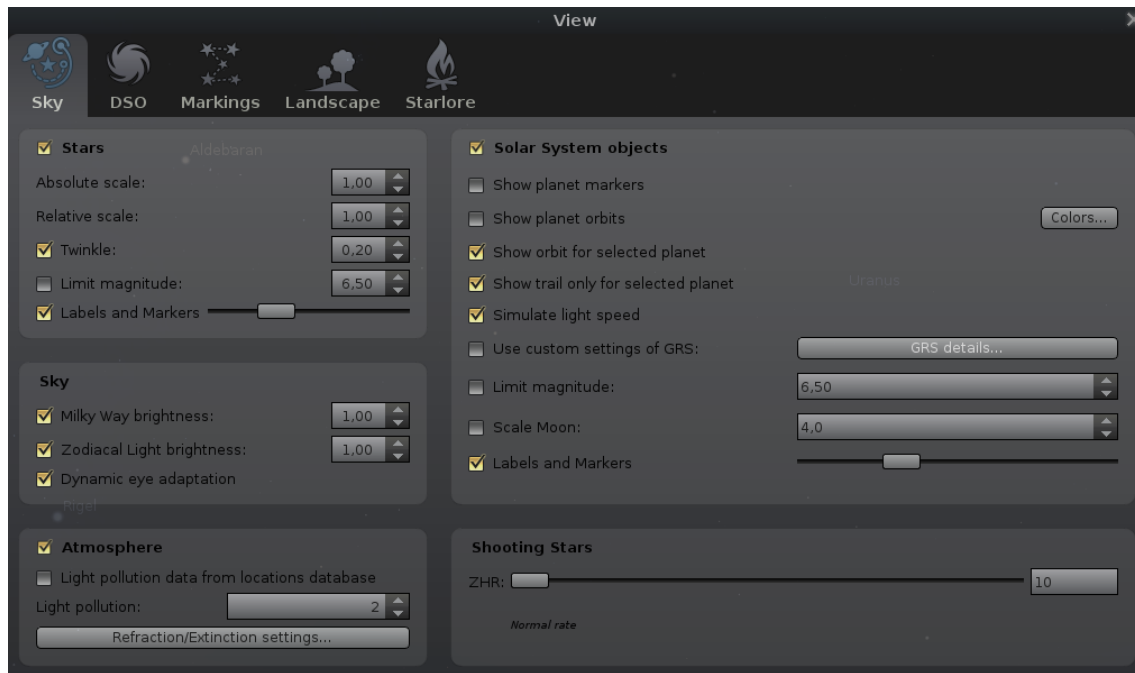 View
Sky DSO Markings Landscape Starlore
Stars
Aldebaran
Absolute scale: 1,00
Relative scale: 1,00
Twinkle: 0,20
Limit magnitude: 6,50
Labels and Markers
Sky
Milky Way brightness: 1,00
Zodiacal Light brightness: 1,00
Dynamic eye adaptation
Rigel
Atmosphere
Light pollution data from locations database
Light pollution: 2
Refraction/Extinction settings...
Solar System objects
Show planet markers
Show planet orbits Colors...
Show orbit for selected planet
Show trail only for selected planet
Uranus
Simulate light speed
Use custom settings of GRS: GRS details...
Limit magnitude: 6,50
Scale Moon: 4,0
Labels and Markers
Shooting Stars
ZHR: 10
Normal rate